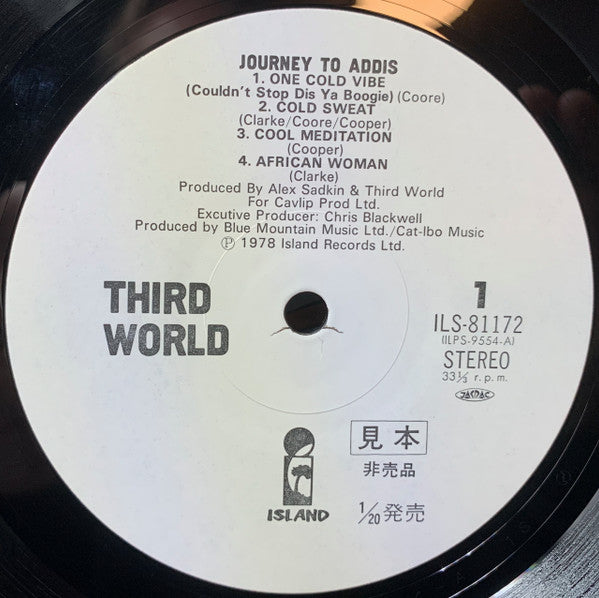 JOURNEY TO ADDIS
1. ONE COLD VIBE
(Couldn't Stop Dis Ya Boogie) (Coore)
2. COLD SWEAT
(Clarke/Coore/Cooper)
3. COOL MEDITATION
(Cooper)
4. AFRICAN WOMAN
(Clarke)
Produced By Alex Sadkin & Third World
For Cavlip Prod Ltd.
Excutive Producer: Chris Blackwell
Produced by Blue Mountain Music Ltd./Cat-Ibo Music
Ⓟ 1978 Island Records Ltd.
THIRD
WORLD
1
ILS-81172
(ILPS-9554-A)
STEREO
33⅓ r.p.m.
JASRAC
ISLAND
見本
非売品
1/20発売